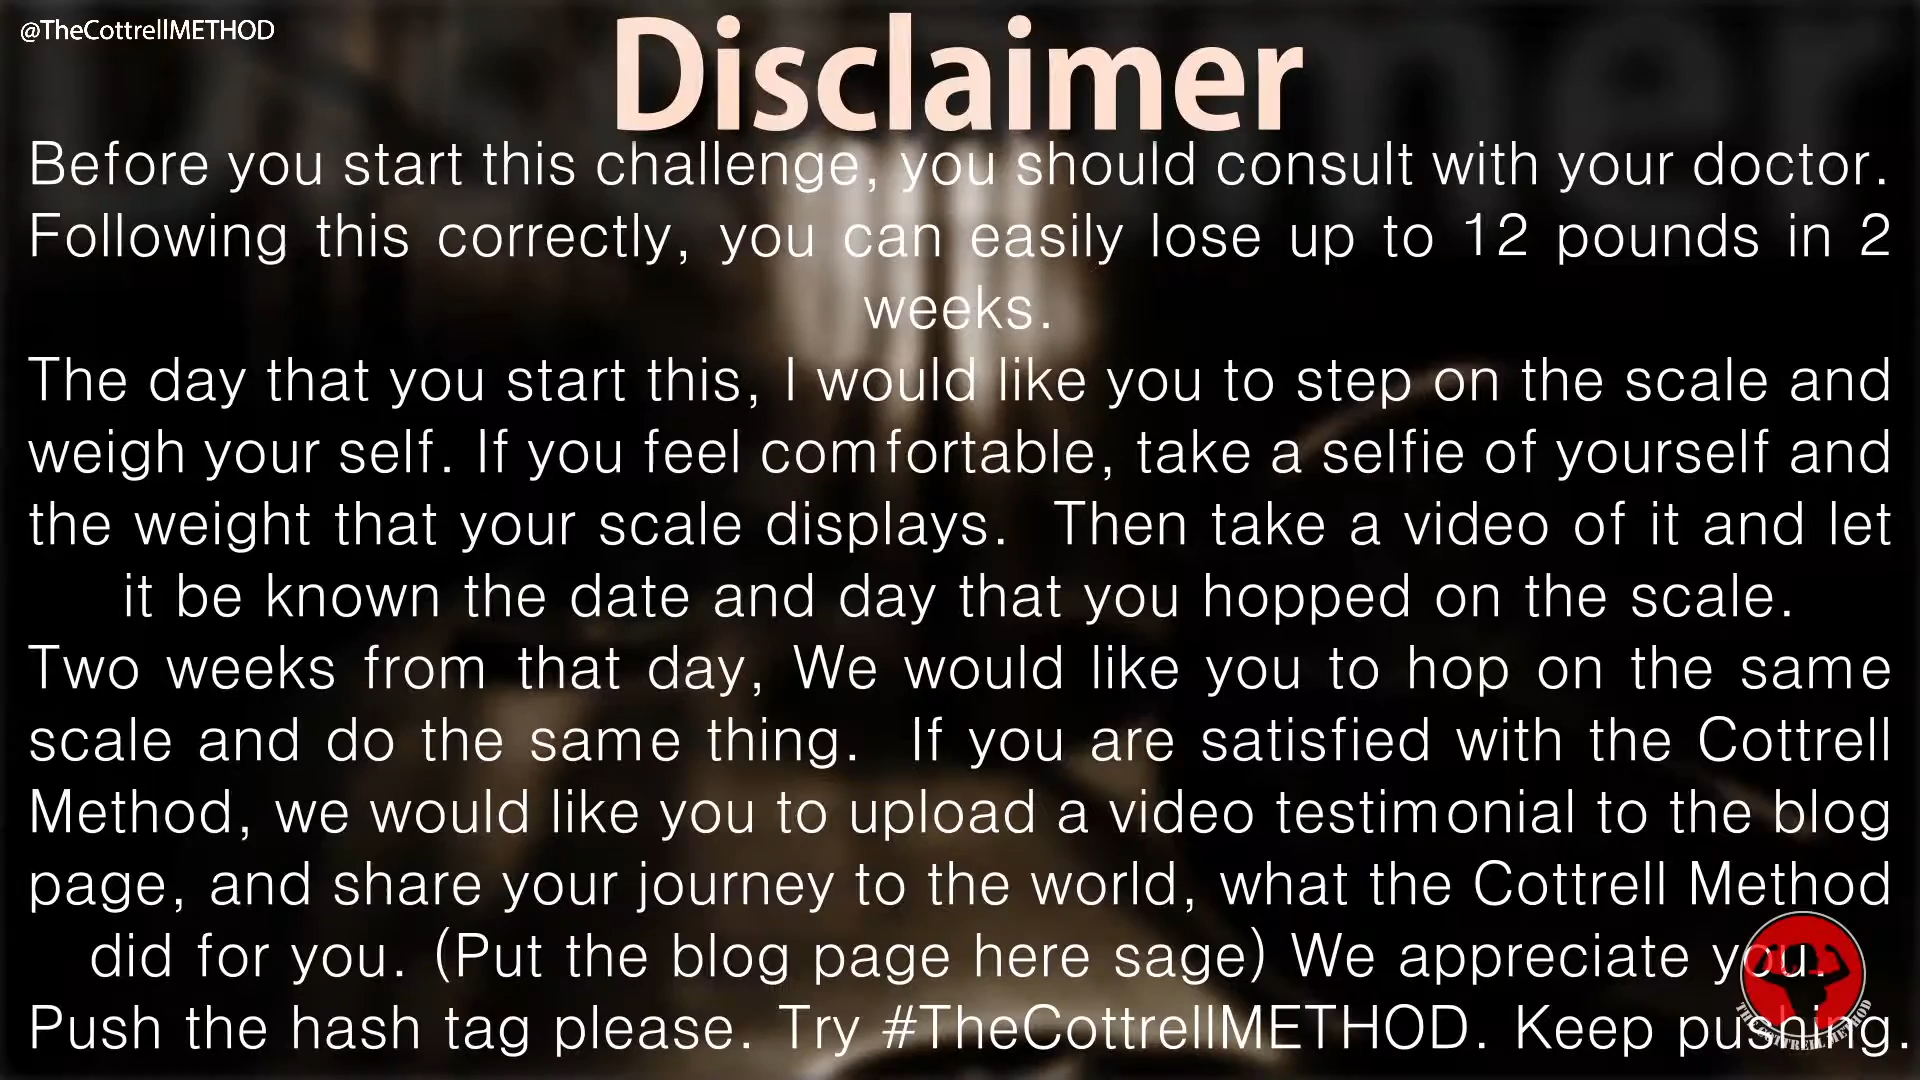 @TheCottrellMETHOD
Disclaimer
Before you start this challenge, you should consult with your doctor.
Following this correctly, you can easily lose up to 12 pounds in 2
weeks.
The day that you start this, I would like you to step on the scale and
weigh your self. If you feel comfortable, take a selfie of yourself and
the weight that your scale displays. Then take a video of it and let
it be known the date and day that you hopped on the scale.
Two weeks from that day, We would like you to hop on the same
scale and do the same thing. If you are satisfied with the Cottrell
Method, we would like you to upload a video testimonial to the blog
page, and share your journey to the world, what the Cottrell Method
did for you. (Put the blog page here sage) We appreciate you.
Push the hash tag please. Try #TheCottrellMETHOD. Keep pushing.
THE COTTRELL METHOD